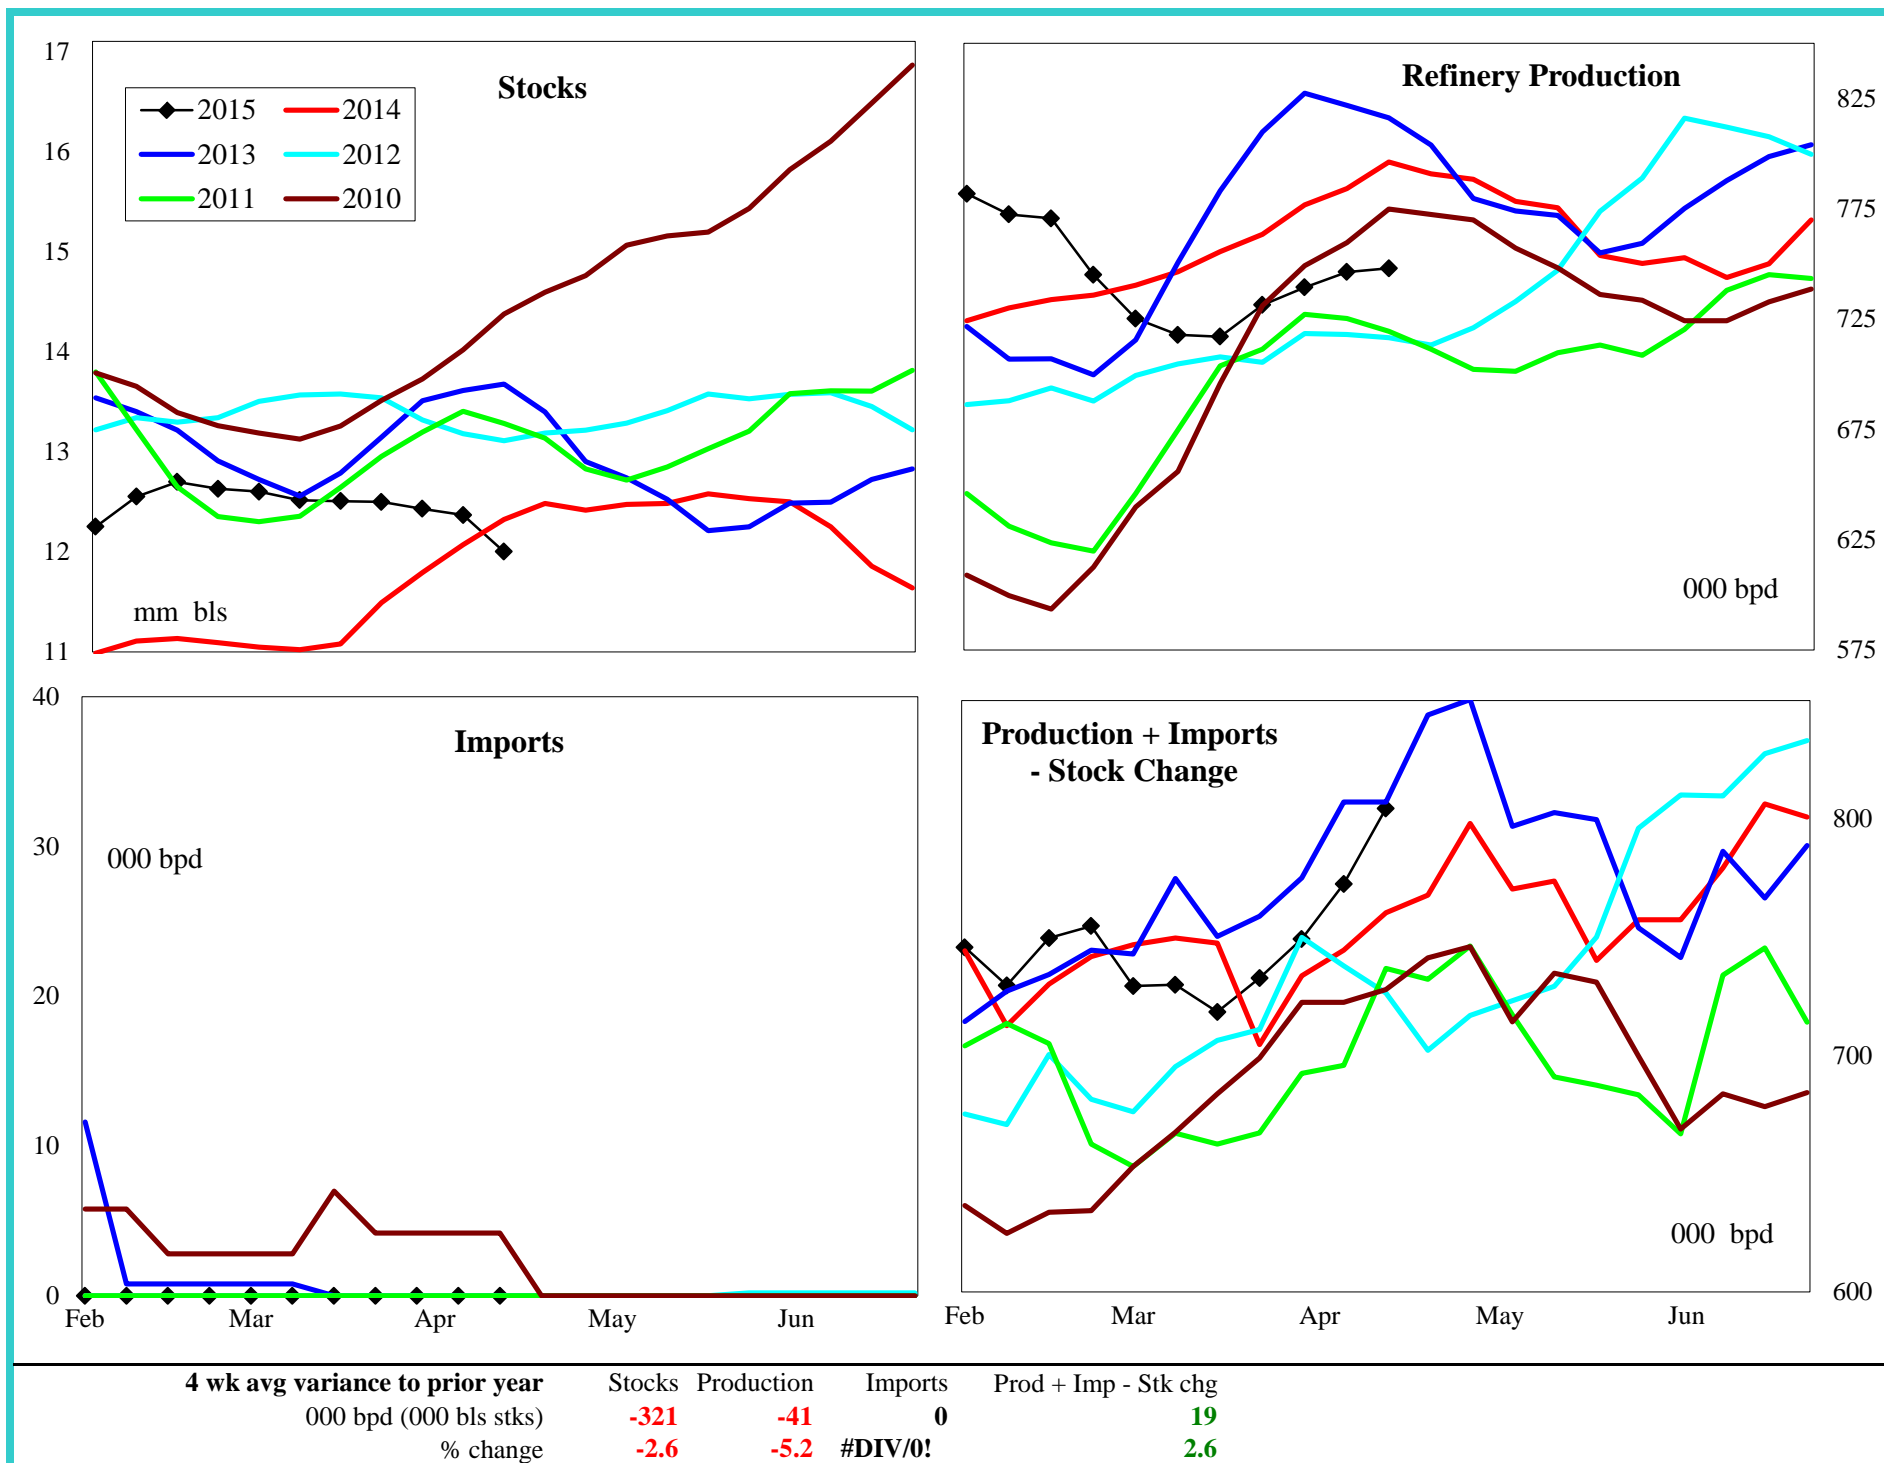 Stocks
17
16
15
14
13
12
11
2015 2014
2013 2012
2011 2010
mm bls
Refinery Production
825
775
725
675
625
575
000 bpd
Imports
40
30
20
10
0
000 bpd
Feb Mar Apr May Jun
Production + Imports
- Stock Change
800
700
600
000 bpd
Feb Mar Apr May Jun
4 wk avg variance to prior year Stocks Production Imports Prod + Imp - Stk chg
000 bpd (000 bls stks) -321 -41 0 19
% change -2.6 -5.2 #DIV/0! 2.6